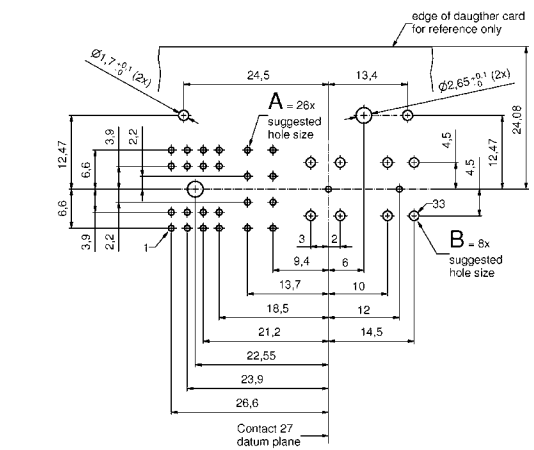 edge of daugther card
for reference only
Ø1,7 +0.1 0 (2x)
24,5
13,4
Ø2,65 +0.1 0 (2x)
A = 26x
suggested
hole size
24,08
12,47
3,9
2,2
6,6
4,5
4,5
12,47
6,6
3,9
2,2
1
33
3
2
B = 8x
suggested
hole size
9,4
6
13,7
10
18,5
12
21,2
14,5
22,55
23,9
26,6
Contact 27
datum plane